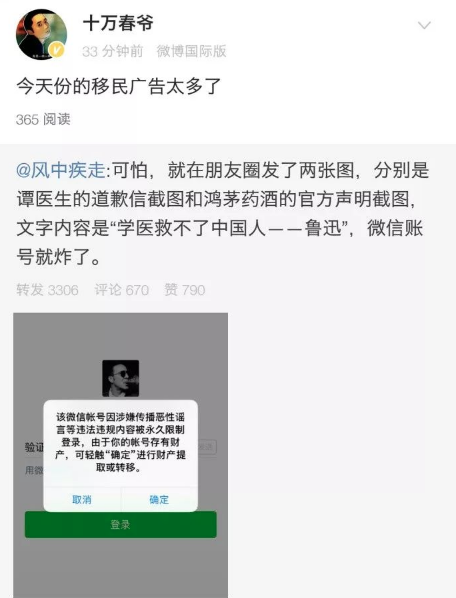 十万春爷
33 分钟前 微博国际版
今天份的移民广告太多了
365 阅读
@风中疾走:可怕，就在朋友圈发了两张图，分别是
谭医生的道歉信截图和鸿茅药酒的官方声明截图，
文字内容是“学医救不了中国人——鲁迅”，微信账
号就炸了。
转发 3306 评论 670 赞 790
该微信帐号因涉嫌传播恶性谣
言等违法违规内容被永久限制
登录，由于你的帐号存有财
产，可轻触“确定”进行财产提
取或转移。
验证
用微
取消 确定
登录